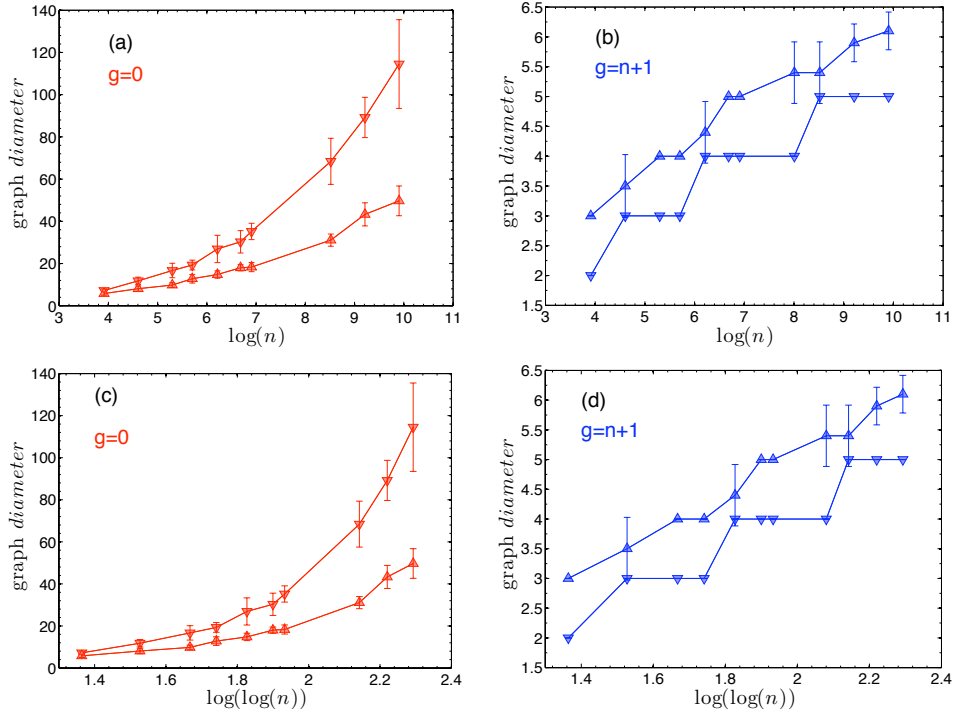 (a)
g=0
graph diameter
140
120
100
80
60
40
20
0
3 4 5 6 7 8 9 10 11
log(n)
(b)
g=n+1
graph diameter
6.5
6
5.5
5
4.5
4
3.5
3
2.5
2
1.5
3 4 5 6 7 8 9 10 11
log(n)
(c)
g=0
graph diameter
140
120
100
80
60
40
20
0
1.4 1.6 1.8 2 2.2 2.4
log(log(n))
(d)
g=n+1
graph diameter
6.5
6
5.5
5
4.5
4
3.5
3
2.5
2
1.5
1.4 1.6 1.8 2 2.2 2.4
log(log(n))